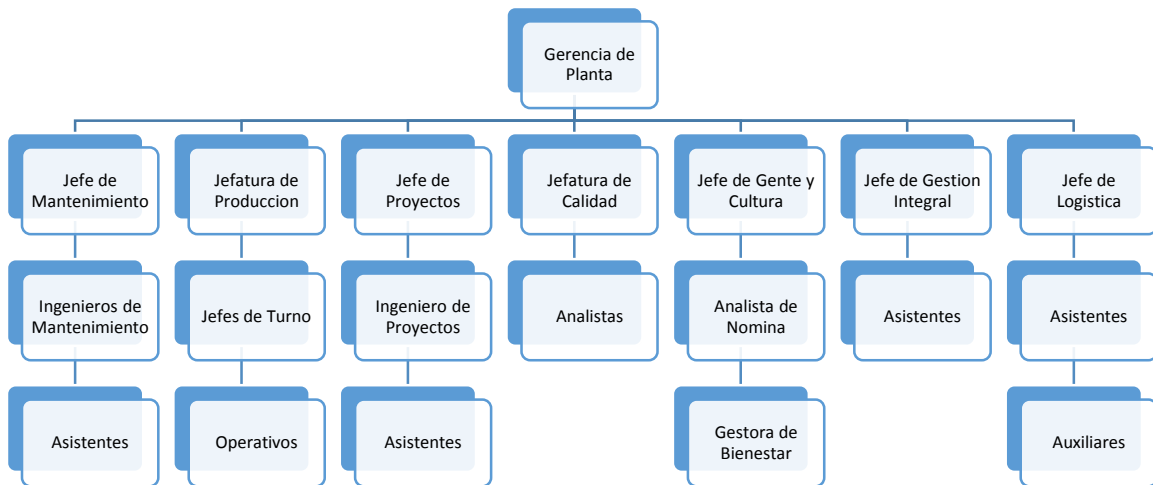 Gerencia de
Planta
Jefe de
Mantenimiento
Jefatura de
Produccion
Jefe de
Proyectos
Jefatura de
Calidad
Jefe de Gente y
Cultura
Jefe de Gestion
Integral
Jefe de
Logistica
Ingenieros de
Mantenimiento
Jefes de Turno
Ingeniero de
Proyectos
Analistas
Analista de
Nomina
Asistentes
Asistentes
Asistentes
Operativos
Asistentes
Gestora de
Bienestar
Auxiliares